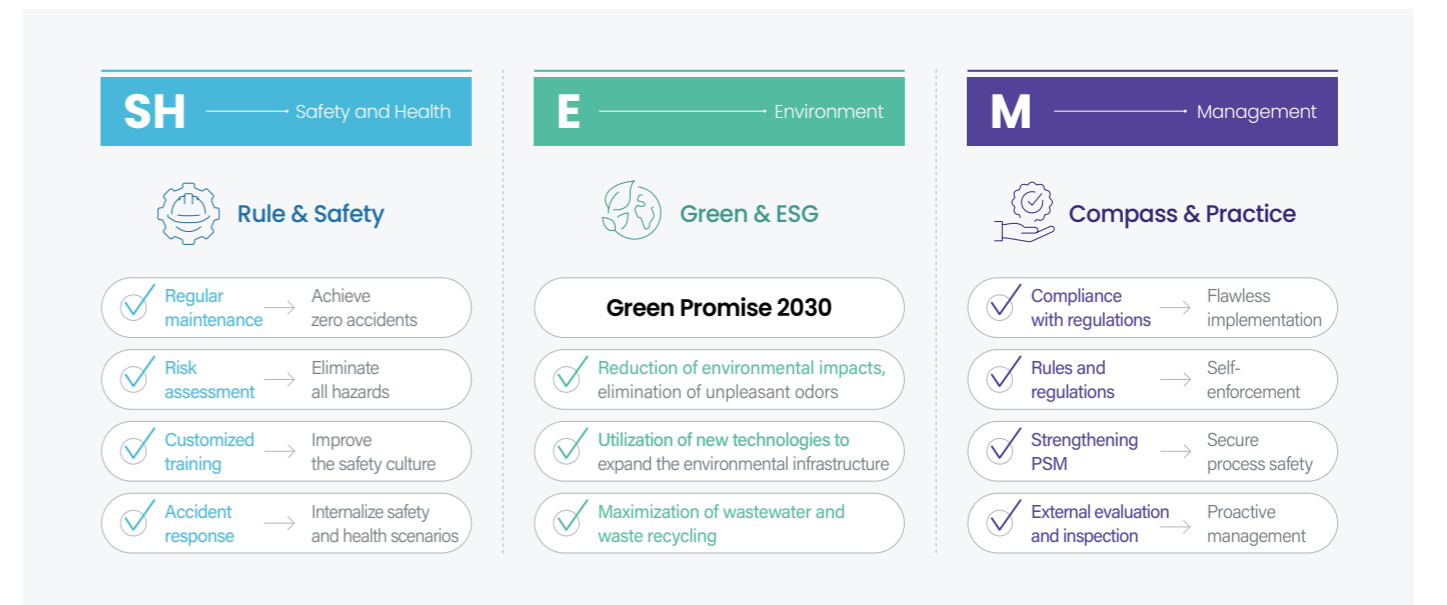 SH
Safety and Health
Rule & Safety
Regular
maintenance
Achieve
zero accidents
Risk
assessment
Eliminate
all hazards
Customized
training
Improve
the safety culture
Accident
response
Internalize safety
and health scenarios
E
Environment
Green & ESG
Green Promise 2030
Reduction of environmental impacts,
elimination of unpleasant odors
Utilization of new technologies to
expand the environmental infrastructure
Maximization of wastewater and
waste recycling
M
Management
Compass & Practice
Compliance
with regulations
Flawless
implementation
Rules and
regulations
Self-
enforcement
Strengthening
PSM
Secure
process safety
External evaluation
and inspection
Proactive
management